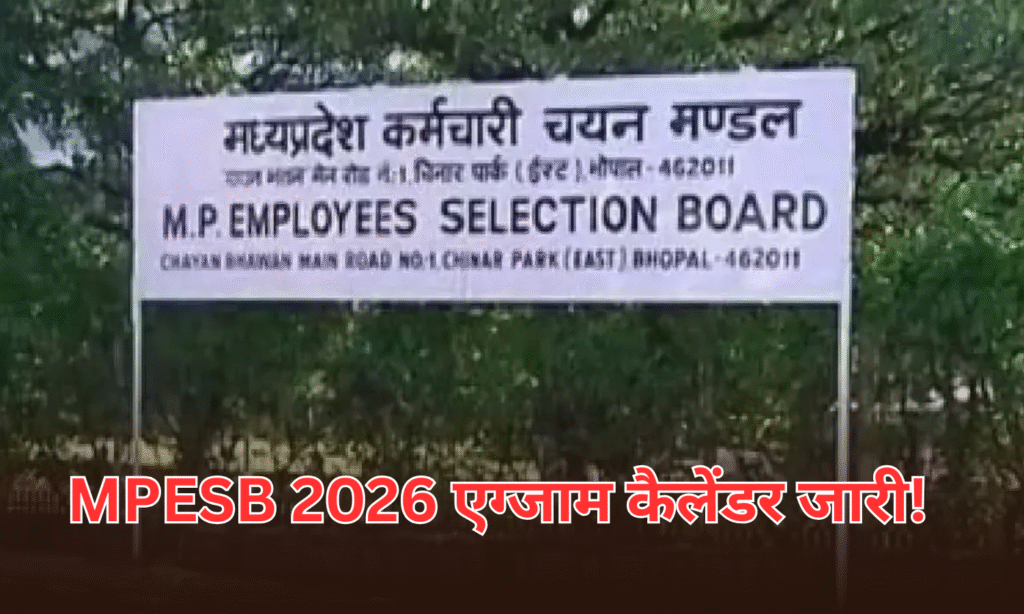 मध्यप्रदेश कर्मचारी चयन मण्डल
मेन रोड नं.1, चिनार पार्क (ईस्ट), भोपाल-462011
M.P. EMPLOYEES SELECTION BOARD
CHAYAN BHAWAN MAIN ROAD NO.1, CHINAR PARK (EAST) BHOPAL-462011
MPESB 2026 एग्जाम कैलेंडर जारी!